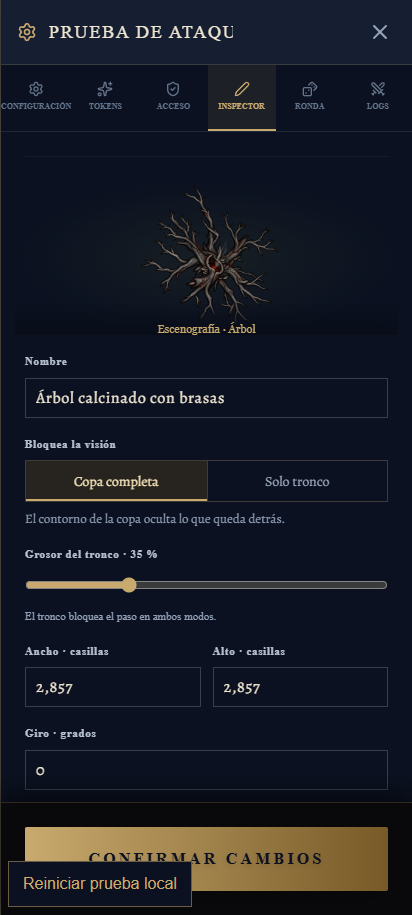 PRUEBA DE ATAQU
CONFIGURACIÓN TOKENS ACCESO INSPECTOR RONDA LOGS
Escenografía · Árbol
Nombre
Árbol calcinado con brasas
Bloquea la visión
Copa completa Solo tronco
El contorno de la copa oculta lo que queda detrás.
Grosor del tronco · 35 %
El tronco bloquea el paso en ambos modos.
Ancho · casillas Alto · casillas
2,857 2,857
Giro · grados
0
CONFIRMAR CAMBIOS
Reiniciar prueba local